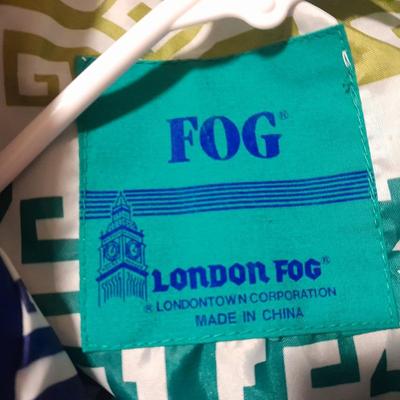 FOG®
LONDON FOG®
® LONDONTOWN CORPORATION
MADE IN CHINA